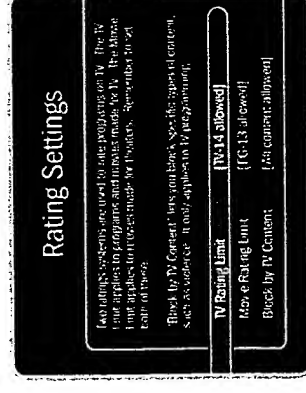 Rating Settings
Two ratings systems are used to rate programs on TV. The TV
Limit applies to programs and movies made for TV. The Movie
Limit applies to movies made for theaters. Remember to set
both of these.
"Block by TV Content" lets you block specific types of content,
such as violence. It only applies to TV programming.
TV Rating Limit [TV-14 allowed]
Movie Rating Limit [PG-13 allowed]
Block by TV Content [All content allowed]